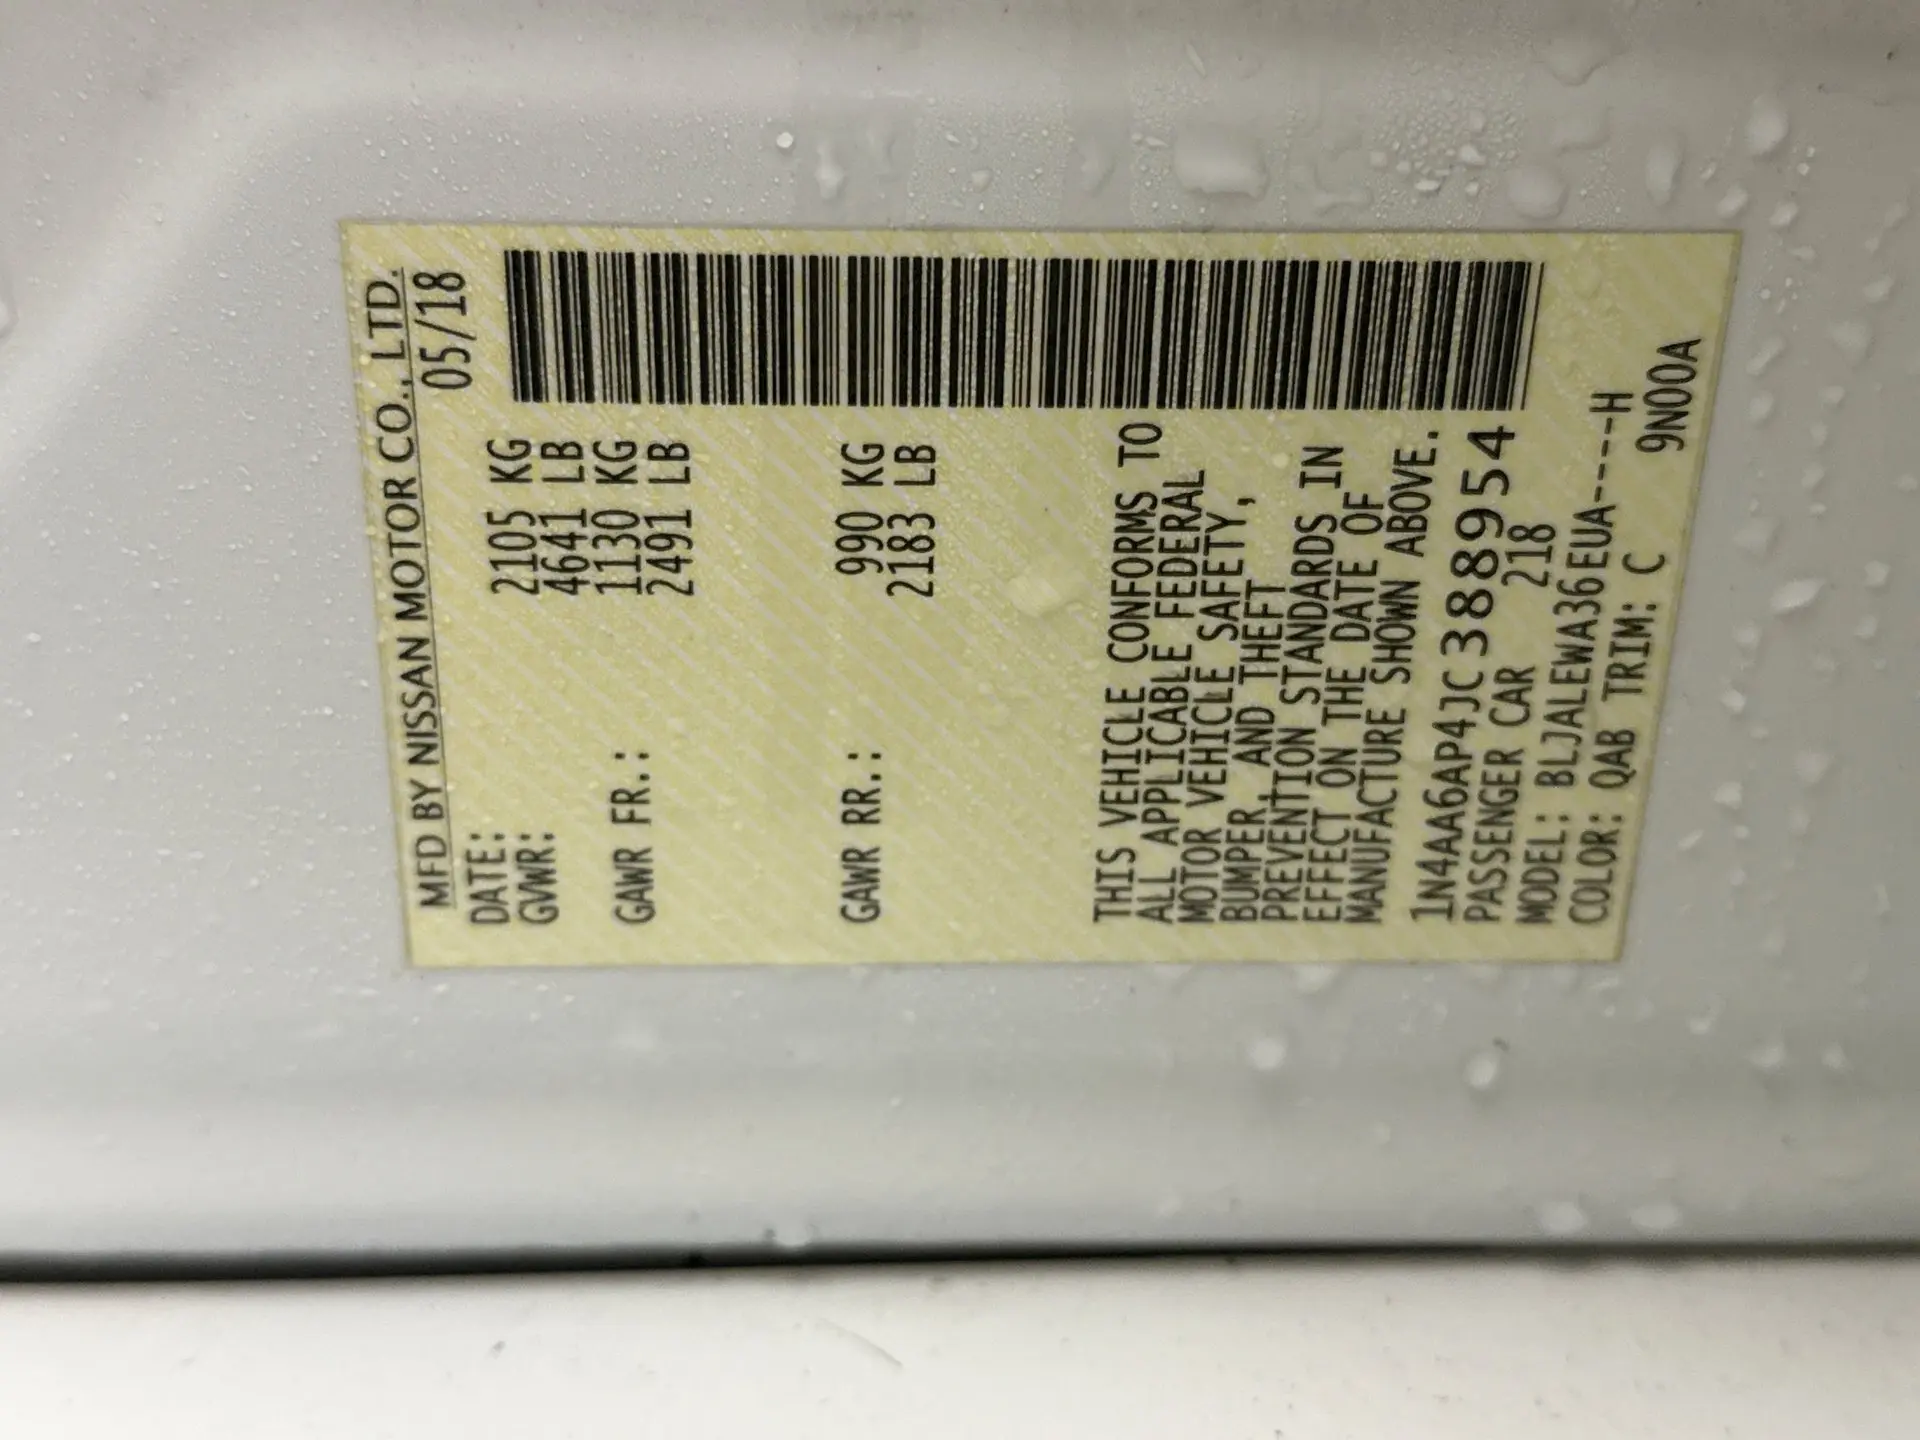 MFD BY NISSAN MOTOR CO., LTD.
DATE: 05/18
GVWR: 2105 KG
4641 LB
GAWR FR.: 1130 KG
2491 LB
GAWR RR.: 990 KG
2183 LB
THIS VEHICLE CONFORMS TO
ALL APPLICABLE FEDERAL
MOTOR VEHICLE SAFETY,
BUMPER, AND THEFT
PREVENTION STANDARDS IN
EFFECT ON THE DATE OF
MANUFACTURE SHOWN ABOVE.
1N4AA6AP4JC388954
PASSENGER CAR 218
MODEL: BLJALEWA36EUA----H
COLOR: QAB TRIM: C 9N00A